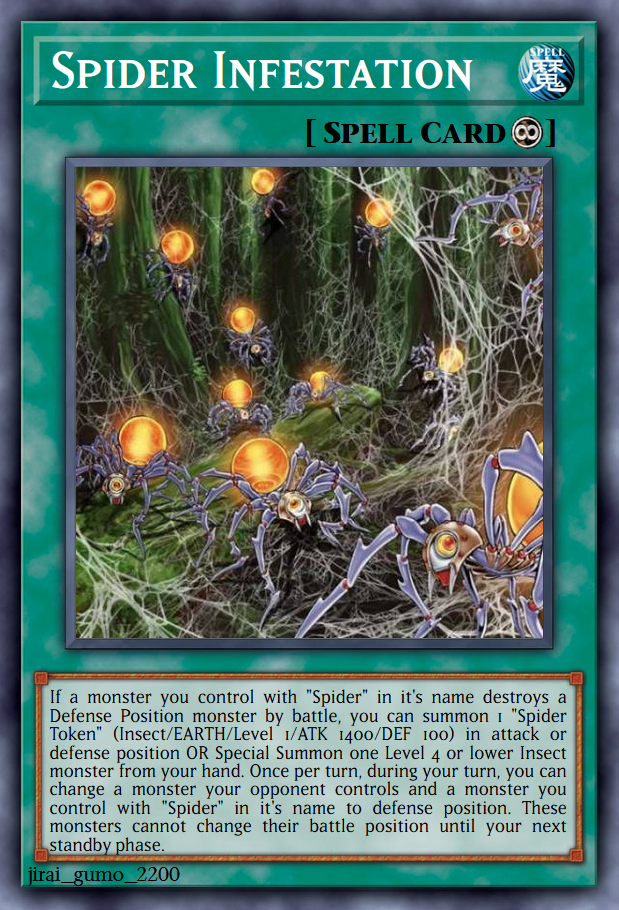 Spider Infestation
SPELL
魔
[ Spell Card ]
If a monster you control with "Spider" in it's name destroys a
Defense Position monster by battle, you can summon 1 "Spider
Token" (Insect/EARTH/Level 1/ATK 1400/DEF 100) in attack or
defense position OR Special Summon one Level 4 or lower Insect
monster from your hand. Once per turn, during your turn, you can
change a monster your opponent controls and a monster you
control with "Spider" in it's name to defense position. These
monsters cannot change their battle position until your next
standby phase.
jirai_gumo_2200